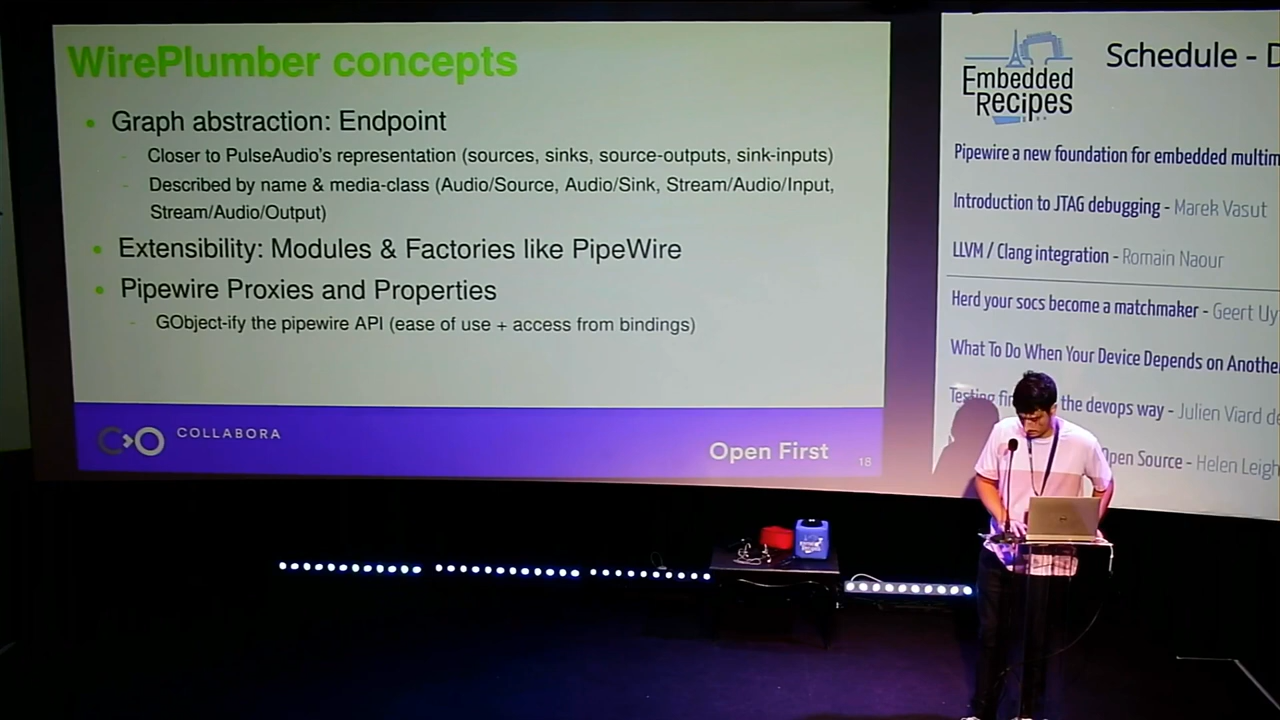 WirePlumber concepts
Graph abstraction: Endpoint
Closer to PulseAudio's representation (sources, sinks, source-outputs, sink-inputs)
Described by name & media-class (Audio/Source, Audio/Sink, Stream/Audio/Input,
Stream/Audio/Output)
Extensibility: Modules & Factories like PipeWire
Pipewire Proxies and Properties
GObject-ify the pipewire API (ease of use + access from bindings)
COLLABORA
Open First
18
Embedded
Recipes
Schedule -
Pipewire a new foundation for embedded
Introduction to JTAG debugging - Marek Vasut
LLVM / Clang integration - Romain Naour
Herd your socs become a matchmaker - Geert
What To Do When Your Device Depends on
Testing the devops way - Julien Viard
Open Source - Helen